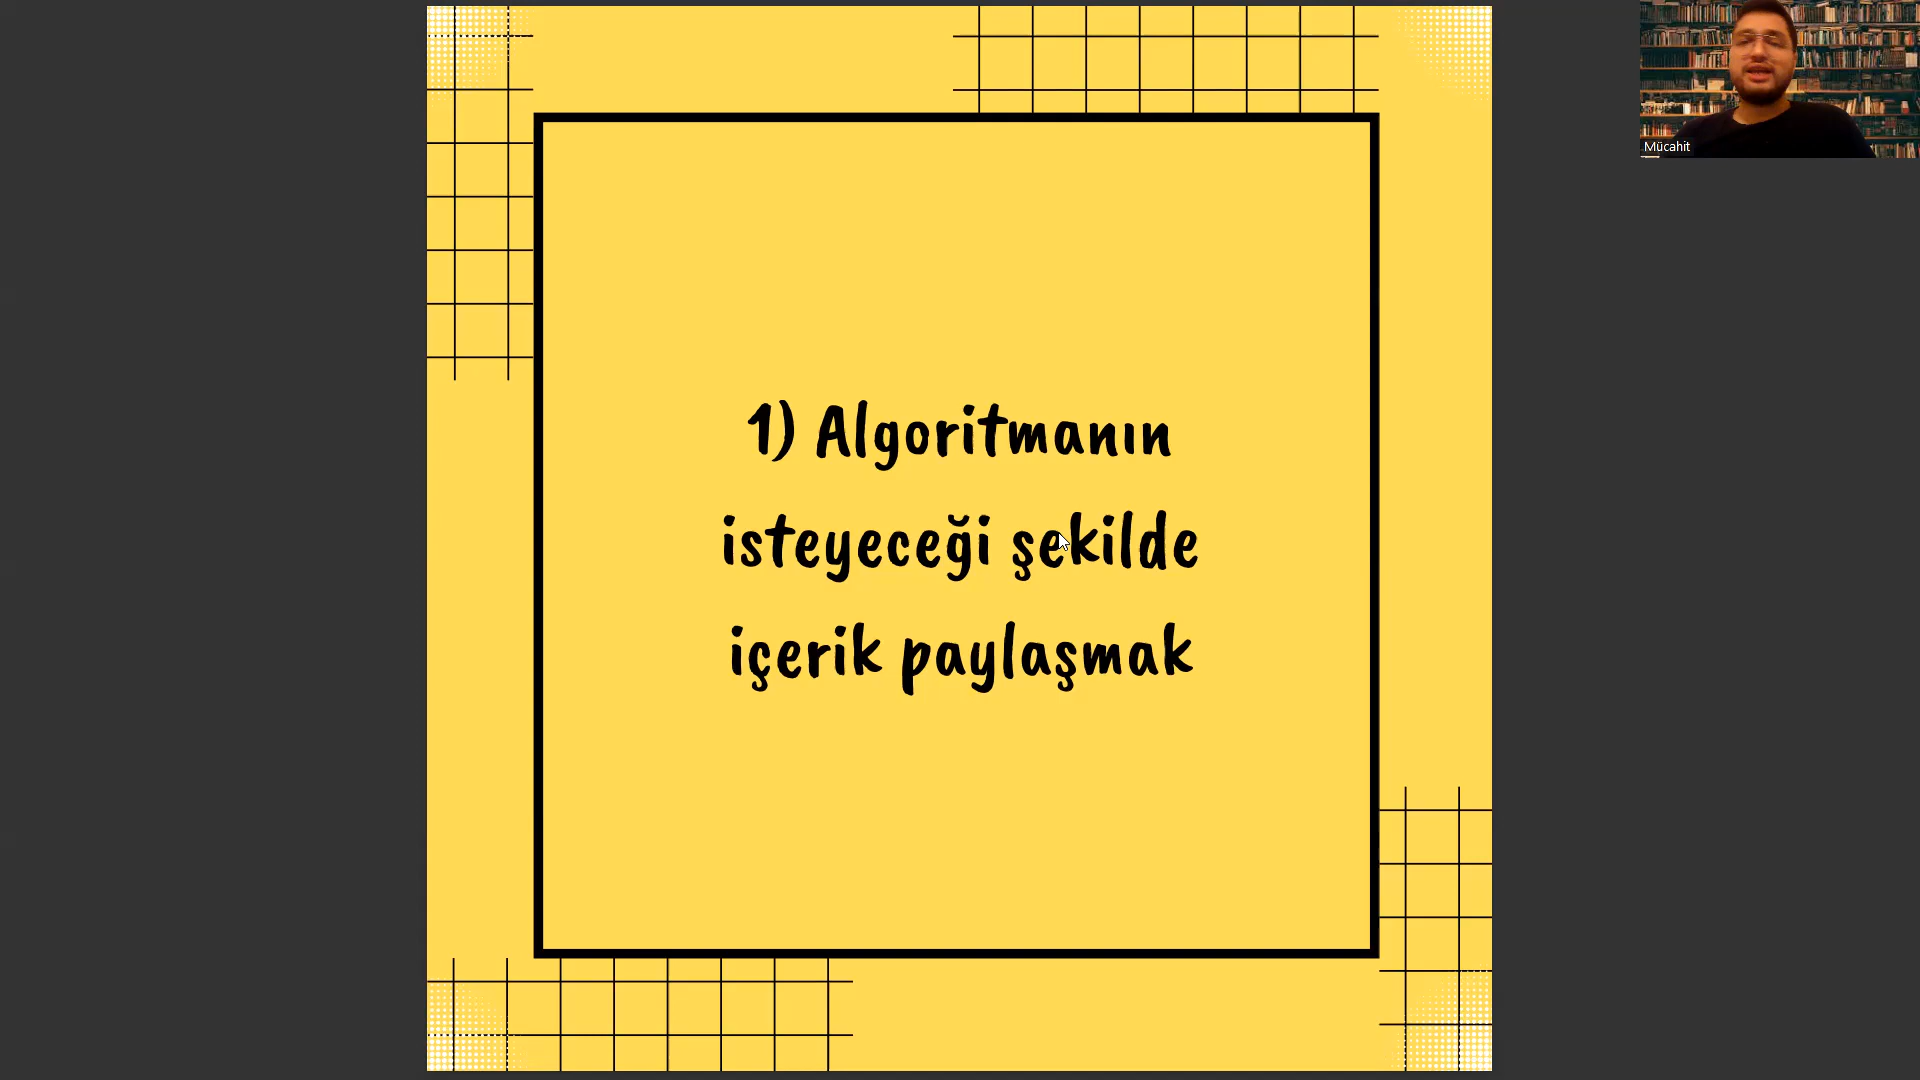 Mücahit
1) Algoritmanın
isteyeceği şekilde
içerik paylaşmak